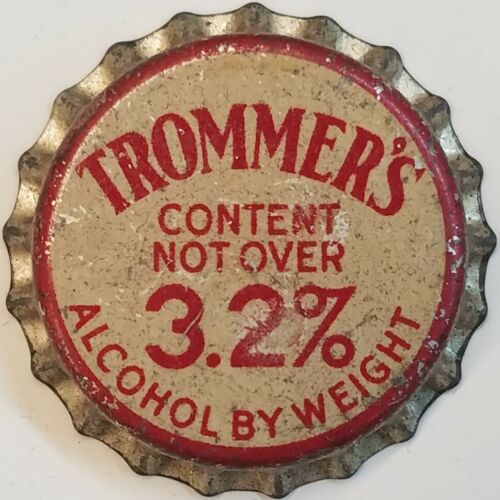 TROMMER'S
CONTENT
NOT OVER
3.2%
ALCOHOL BY WEIGHT